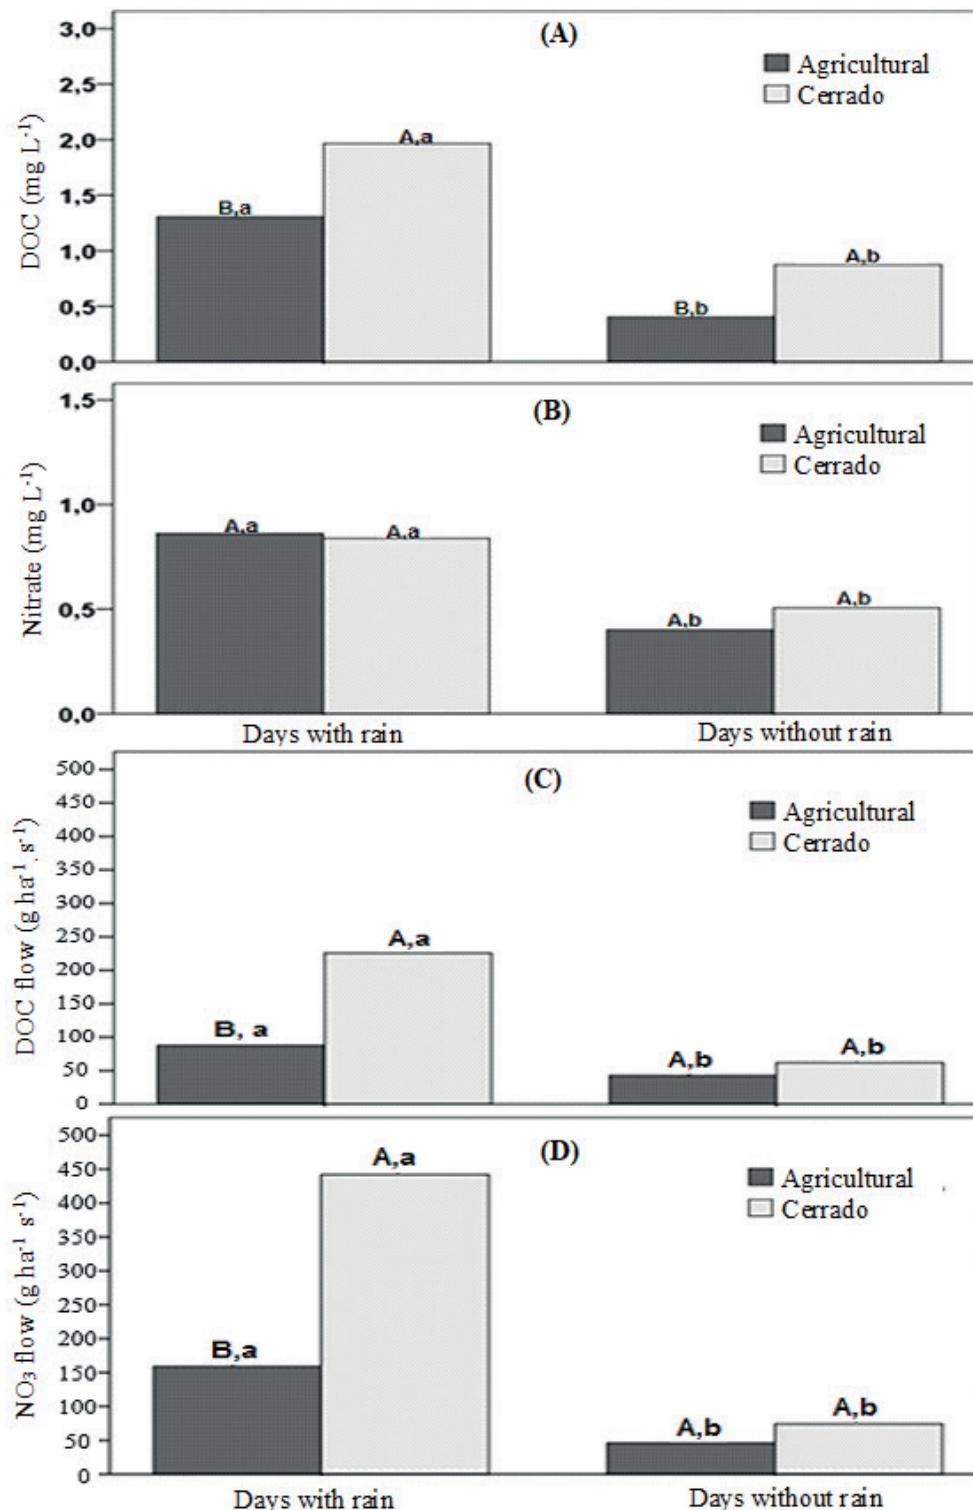 (A)
3,0
2,5
2,0
1,5
1,0
0,5
0,0
DOC (mg L⁻¹)
Agricultural
Cerrado
B,a
A,a
B,b
A,b
(B)
1,5
1,0
0,5
0,0
Nitrate (mg L⁻¹)
Agricultural
Cerrado
A,a
A,a
A,b
A,b
Days with rain
Days without rain
(C)
500
450
400
350
300
250
200
150
100
50
0
DOC flow (g ha⁻¹ s⁻¹)
Agricultural
Cerrado
B, a
A,a
A,b
A,b
(D)
500
450
400
350
300
250
200
150
100
50
0
NO₃ flow (g ha⁻¹ s⁻¹)
Agricultural
Cerrado
B,a
A,a
A,b
A,b
Days with rain
Days without rain